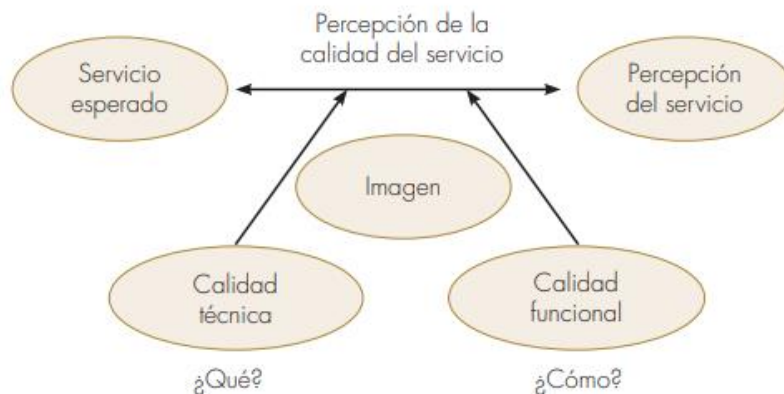 Percepción de la
calidad del servicio
Servicio
esperado
Percepción
del servicio
Imagen
Calidad
técnica
Calidad
funcional
¿Qué?
¿Cómo?